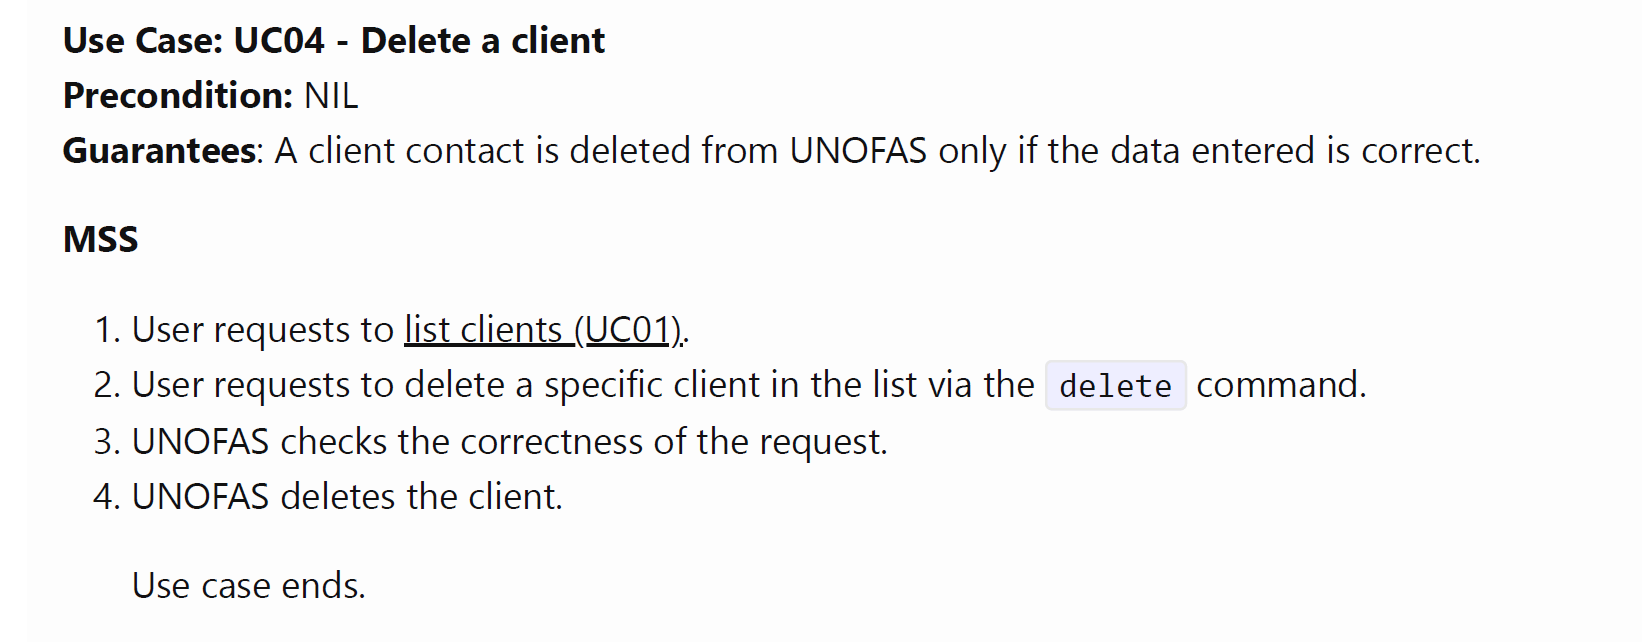 Use Case: UC04 - Delete a client
Precondition: NIL
Guarantees: A client contact is deleted from UNOFAS only if the data entered is correct.
MSS
1. User requests to list clients (UC01).
2. User requests to delete a specific client in the list via the delete command.
3. UNOFAS checks the correctness of the request.
4. UNOFAS deletes the client.
Use case ends.